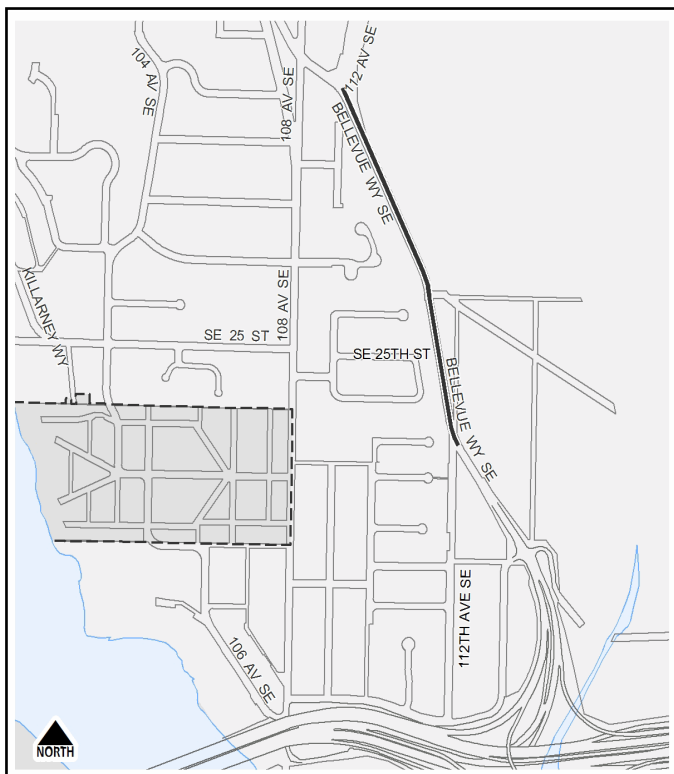 104 AV SE
108 AV SE
112 AV SE
BELLEVUE WY SE
KILLARNEY WY
108 AV SE
SE 25 ST
SE 25TH ST
BELLEVUE WY SE
112TH AVE SE
106 AV SE
NORTH